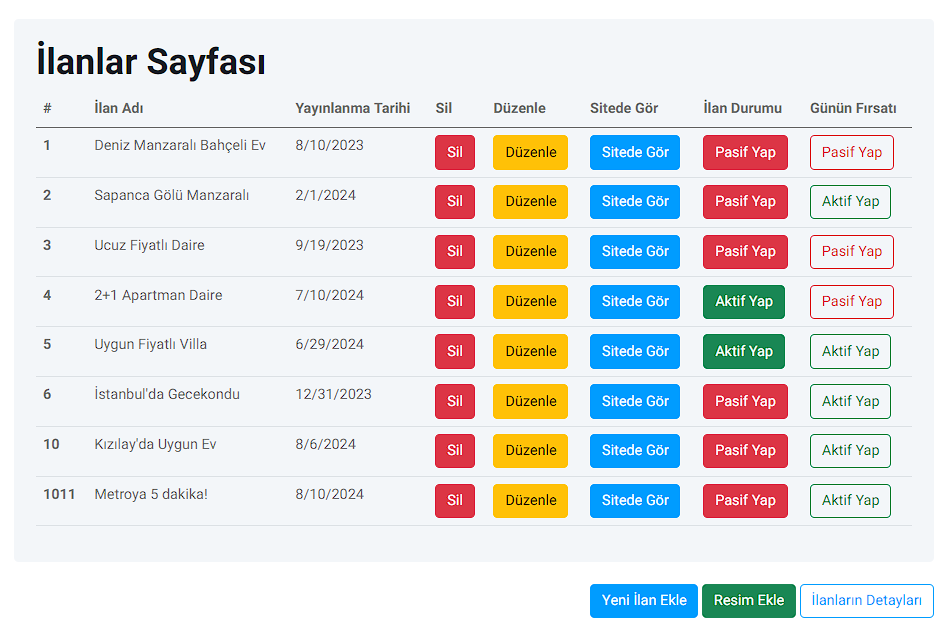 İlanlar Sayfası
# İlan Adı Yayınlanma Tarihi Sil Düzenle Sitede Gör İlan Durumu Günün Fırsatı
1 Deniz Manzaralı Bahçeli Ev 8/10/2023 Sil Düzenle Sitede Gör Pasif Yap Pasif Yap
2 Sapanca Gölü Manzaralı 2/1/2024 Sil Düzenle Sitede Gör Pasif Yap Aktif Yap
3 Ucuz Fiyatlı Daire 9/19/2023 Sil Düzenle Sitede Gör Pasif Yap Pasif Yap
4 2+1 Apartman Daire 7/10/2024 Sil Düzenle Sitede Gör Aktif Yap Pasif Yap
5 Uygun Fiyatlı Villa 6/29/2024 Sil Düzenle Sitede Gör Aktif Yap Aktif Yap
6 İstanbul'da Gecekondu 12/31/2023 Sil Düzenle Sitede Gör Pasif Yap Aktif Yap
10 Kızılay'da Uygun Ev 8/6/2024 Sil Düzenle Sitede Gör Pasif Yap Aktif Yap
1011 Metroya 5 dakika! 8/10/2024 Sil Düzenle Sitede Gör Pasif Yap Aktif Yap
Yeni İlan Ekle Resim Ekle İlanların Detayları